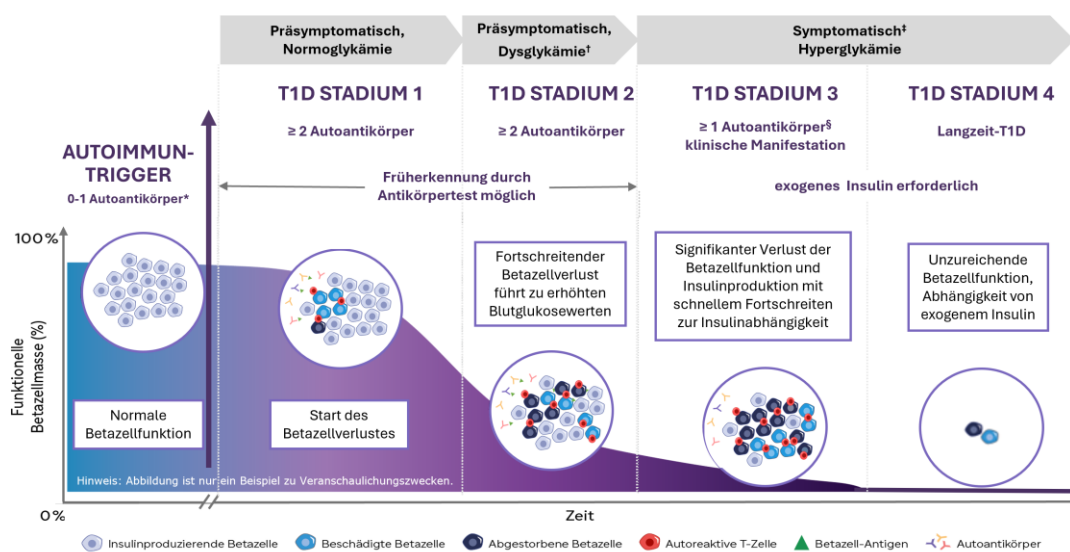 Präsymptomatisch,
Normoglykämie
Präsymptomatisch,
Dysglykämie†
Symptomatisch‡
Hyperglykämie
T1D STADIUM 1
≥ 2 Autoantikörper
T1D STADIUM 2
≥ 2 Autoantikörper
T1D STADIUM 3
≥ 1 Autoantikörper§
klinische Manifestation
T1D STADIUM 4
Langzeit-T1D
AUTOIMMUN-
TRIGGER
0-1 Autoantikörper*
Früherkennung durch
Antikörpertest möglich
exogenes Insulin erforderlich
100%
Funktionelle
Betazellmasse (%)
Normale
Betazellfunktion
Start des
Betazellverlustes
Fortschreitender
Betazellverlust
führt zu erhöhten
Blutglukosewerten
Signifikanter Verlust der
Betazellfunktion und
Insulinproduktion mit
schnellem Fortschreiten
zur Insulinabhängigkeit
Unzureichende
Betazellfunktion,
Abhängigkeit von
exogenem Insulin
Hinweis: Abbildung ist nur ein Beispiel zu Veranschaulichungszwecken.
0%
Zeit
Insulinproduzierende Betazelle
Beschädigte Betazelle
Abgestorbene Betazelle
Autoreaktive T-Zelle
Betazell-Antigen
Autoantikörper